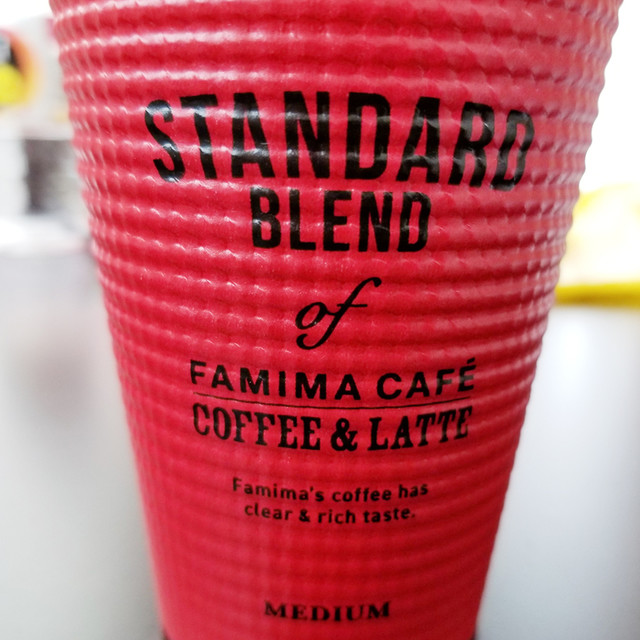 STANDARD
BLEND
of
FAMIMA CAFÉ
COFFEE & LATTE
Famima's coffee has
clear & rich taste.
MEDIUM